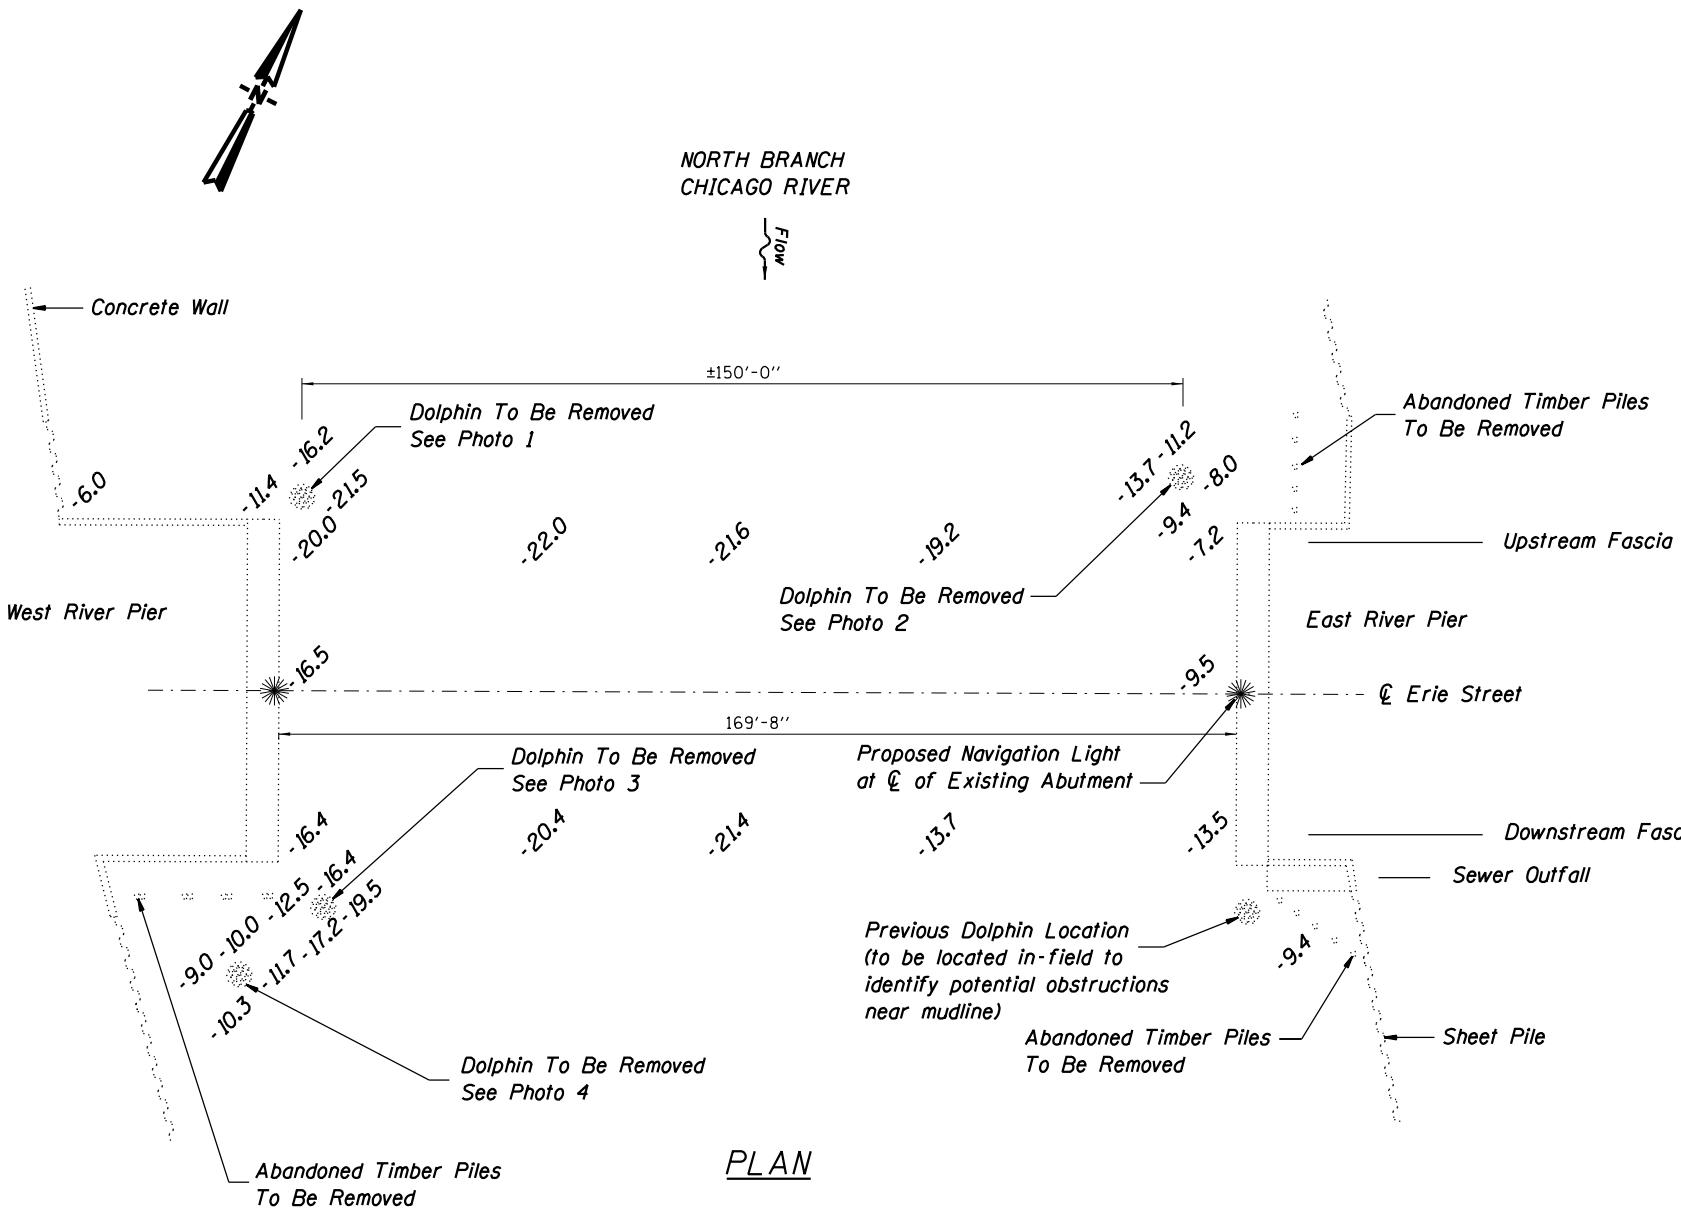 N
NORTH BRANCH
CHICAGO RIVER
Flow
Concrete Wall
±150'-0''
Dolphin To Be Removed
See Photo 1
Abandoned Timber Piles
To Be Removed
-6.0
-11.4
-16.2
-21.5
-20.0
-22.0
-21.6
-19.2
-13.7
-11.2
-8.0
-9.4
-7.2
Upstream Fascia
Dolphin To Be Removed
See Photo 2
West River Pier
East River Pier
-16.5
-9.5
℄ Erie Street
169'-8''
Dolphin To Be Removed
See Photo 3
Proposed Navigation Light
at ℄ of Existing Abutment
-16.4
-20.4
-21.4
-13.7
-13.5
Downstream Fasc
Sewer Outfall
-9.0
-10.0
-12.5
-16.4
-10.3
-11.7
-17.2
-19.5
Previous Dolphin Location
(to be located in-field to
identify potential obstructions
near mudline)
-9.4
Abandoned Timber Piles
To Be Removed
Sheet Pile
Dolphin To Be Removed
See Photo 4
Abandoned Timber Piles
To Be Removed
PLAN